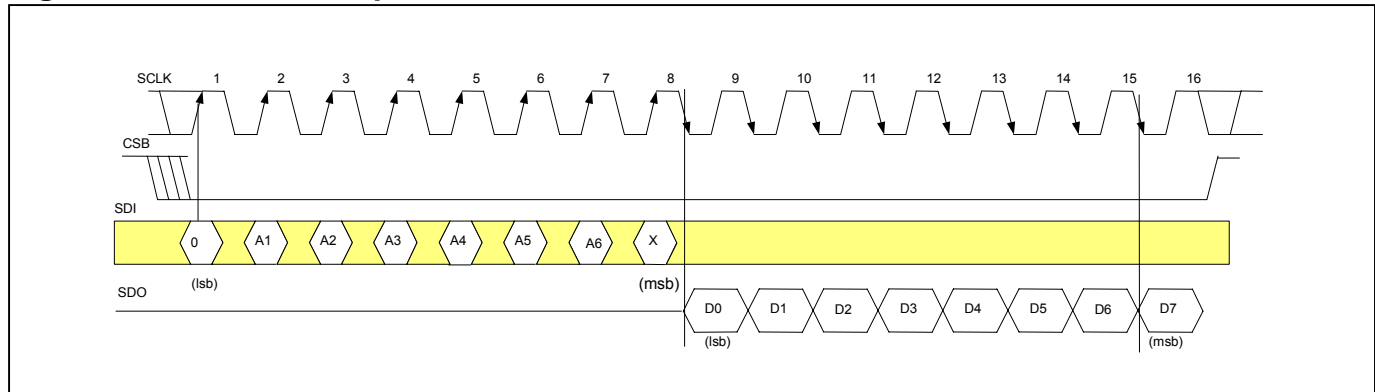 SCLK 1 2 3 4 5 6 7 8 9 10 11 12 13 14 15 16
CSB
SDI
0 A1 A2 A3 A4 A5 A6 X
(lsb) (msb)
SDO
D0 D1 D2 D3 D4 D5 D6 D7
(lsb) (msb)